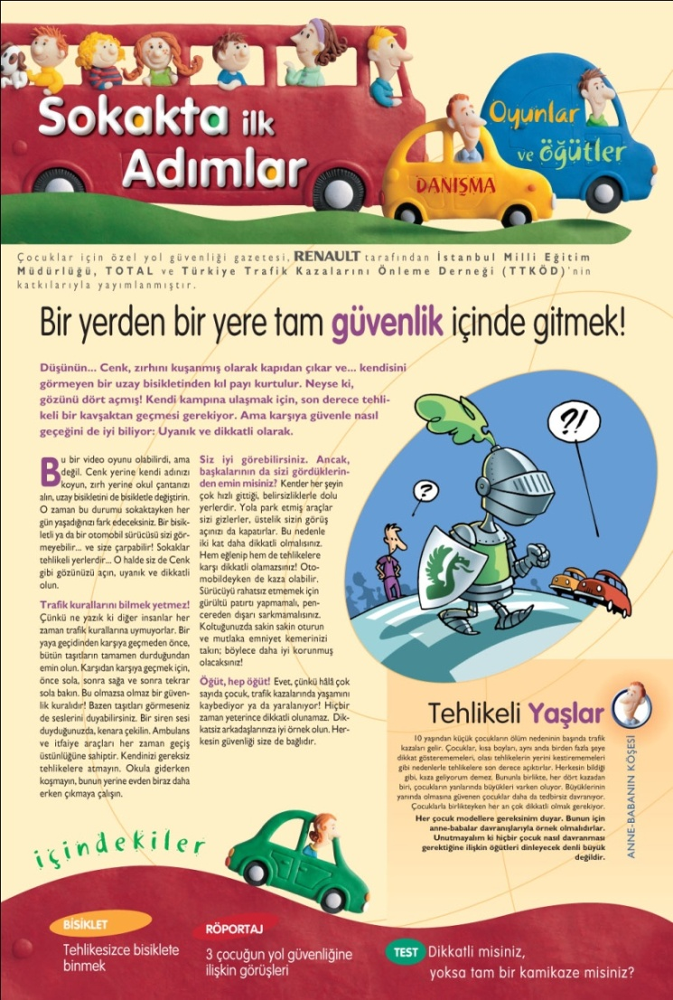 Sokakta ilk
Adımlar
DANIŞMA
Oyunlar
ve öğütler
Çocuklar için özel yol güvenliği gazetesi, RENAULT tarafından İstanbul Milli Eğitim
Müdürlüğü, TOTAL ve Türkiye Trafik Kazalarını Önleme Derneği (TTKÖD)'nin
katkılarıyla yayımlanmıştır.
Bir yerden bir yere tam güvenlik içinde gitmek!
Düşünün... Cenk, zırhını kuşanmış olarak kapıdan çıkar ve... kendisini
görmeyen bir uzay bisikletinden kıl payı kurtulur. Neyse ki,
gözünü dört açmış! Kendi kampına ulaşmak için, son derece tehli-
keli bir kavşaktan geçmesi gerekiyor. Ama karşıya güvenle nasıl
geçeğini de iyi biliyor: Uyanık ve dikkatli olarak.
Bu bir video oyunu olabilirdi, ama
değil. Cenk yerine kendi adınızı
koyun, zırh yerine okul çantanızı
alın, uzay bisikletini de bisikletle değiştirin.
O zaman bu durumu sokaktayken her
gün yaşadığınızı fark edeceksiniz. Bir bisik-
letli ya da bir otomobil sürücüsü sizi gör-
meyebilir... ve size çarpabilir! Sokaklar
tehlikeli yerlerdir... O halde siz de Cenk
gibi gözünüzü açın, uyanık ve dikkatli
olun.
Trafik kurallarını bilmek yetmez!
Çünkü ne yazık ki diğer insanlar her
zaman trafik kurallarına uymuyorlar. Bir
yaya geçidinden karşıya geçmeden önce,
bütün taşıtların tamamen durduğundan
emin olun. Karşıdan karşıya geçmek için,
önce sola, sonra sağa ve sonra tekrar
sola bakın. Bu olmazsa olmaz bir güven-
lik kuralıdır! Bazen taşıtları görmeseniz
de seslerini duyabilirsiniz. Bir siren sesi
duyduğunuzda, kenara çekilin. Ambulans
ve itfaiye araçları her zaman geçiş
üstünlüğüne sahiptir. Kendinizi gereksiz
tehlikelere atmayın. Okula giderken
koşmayın, bunun yerine evden biraz daha
erken çıkmaya çalışın.
Siz iyi görebilirsiniz. Ancak,
başkalarının da sizi gördüklerin-
den emin misiniz? Kentler her şeyin
çok hızlı gittiği, belirsizliklerle dolu
yerlerdir. Yola park etmiş araçlar
sizi gizlerler, üstelik sizin görüş
açınızı da kapatırlar. Bu nedenle
iki kat daha dikkatli olmalısınız.
Hem eğlenip hem de tehlikelere
karşı dikkatli olamazsınız! Oto-
mobildeyken de kaza olabilir.
Sürücüyü rahatsız etmemek için
gürültü patırtı yapmamalı, pen-
cereden dışarı sarkmamalısınız.
Koltuğunuzda sakin sakin oturun
ve mutlaka emniyet kemerinizi
takın; böylece daha iyi korunmuş
olacaksınız!
Öğüt, hep öğüt! Evet, çünkü hâlâ çok
sayıda çocuk, trafik kazalarında yaşamını
kaybediyor ya da yaralanıyor! Hiçbir
zaman yeterince dikkatli olunamaz. Dik-
katsiz arkadaşlarınıza iyi örnek olun. Her-
kesin güvenliği size de bağlıdır.
?
?!
Tehlikeli Yaşlar
10 yaşından küçük çocukların ölüm nedeninin başında trafik
kazaları gelir. Çocuklar, kısa boyları, aynı anda birden fazla şeye
dikkat gösterememeleri, olası tehlikelerin yerini kestirememeleri
gibi nedenlerle tehlikelere son derece açıktırlar. Herkesin bildiği
gibi, kaza geliyorum demez. Bununla birlikte, her dört kazadan
biri, çocukların yanlarında büyükleri varken oluyor. Büyüklerinin
yanında olmasına güvenen çocuklar daha da tedbirsiz davranıyor.
Çocuklarla birlikteyken her an çok dikkatli olmak gerekiyor.
Her çocuk modellere gereksinim duyar. Bunun için
anne-babalar davranışlarıyla örnek olmalıdırlar.
Unutmayalım ki hiçbir çocuk nasıl davranması
gerektiğine ilişkin öğütleri dinleyecek denli büyük
değildir.
ANNE-BABANIN KÖŞESİ
içindekiler
BİSİKLET
Tehlikesizce bisiklete
binmek
RÖPORTAJ
3 çocuğun yol güvenliğine
ilişkin görüşleri
TEST Dikkatli misiniz,
yoksa tam bir kamikaze misiniz?